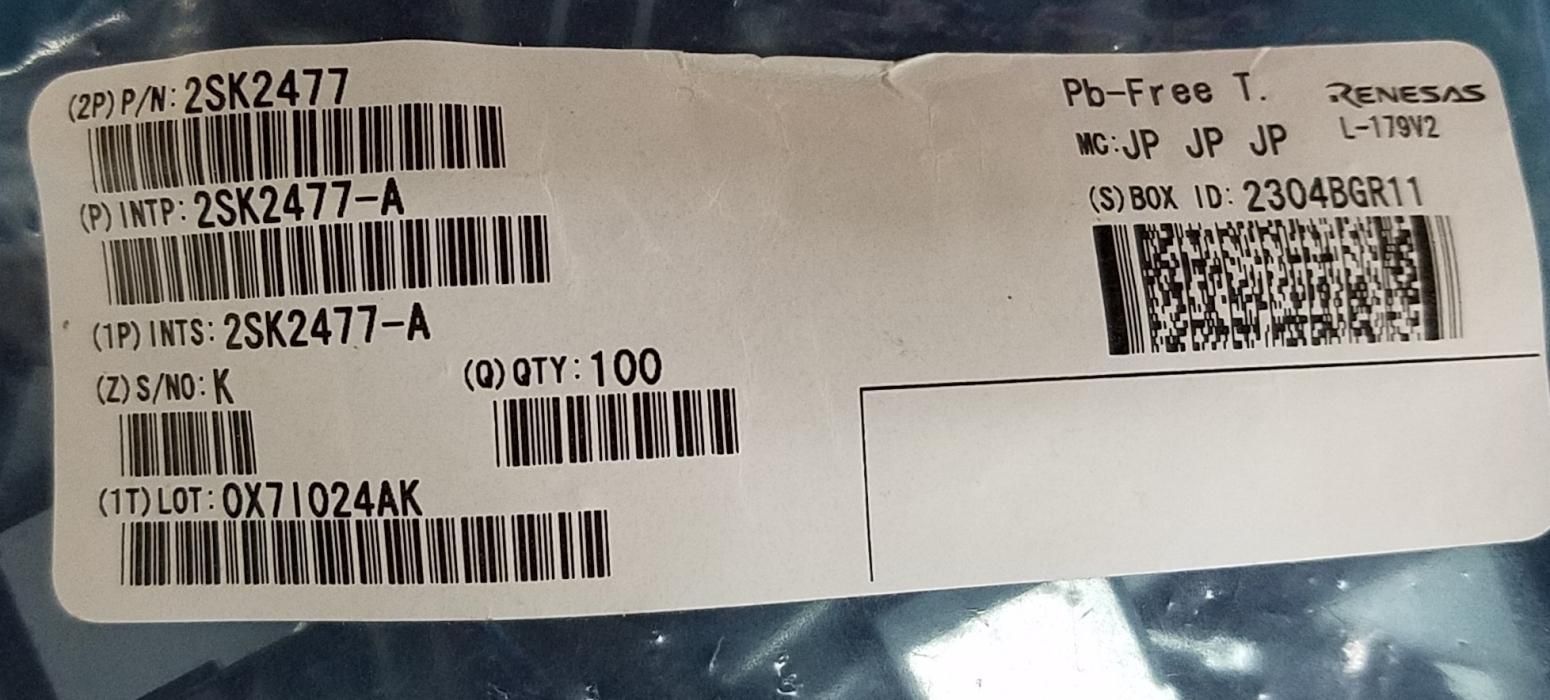 (2P) P/N: 2SK2477
(P) INTP: 2SK2477-A
(1P) INTS: 2SK2477-A
(Z) S/NO: K
(Q) QTY: 100
(1T) LOT: 0X7I024AK
Pb-Free T.
RENESAS
L-179V2
MC: JP JP JP
(S) BOX ID: 2304BGR11